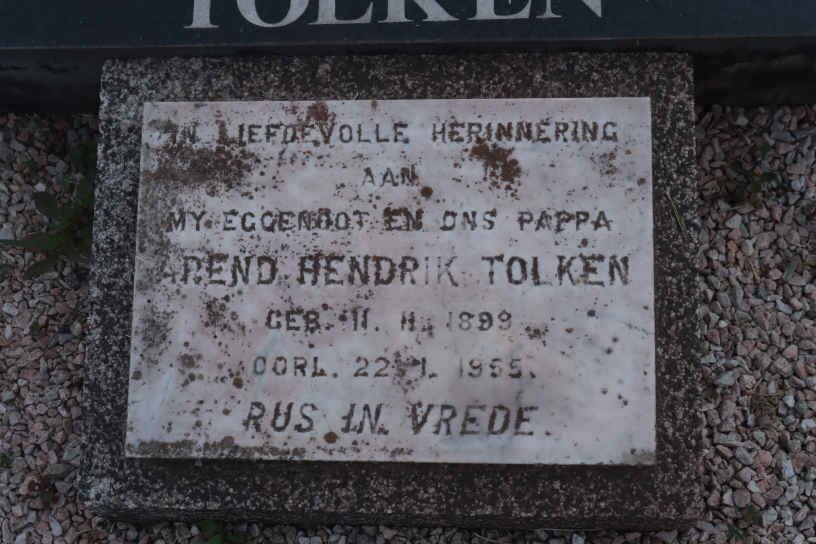 TOLKEN
IN LIEFDEVOLLE HERINNERING
AAN
MY EGGENOOT EN ONS PAPPA
AREND HENDRIK TOLKEN
GEB. 11. 11. 1899
OORL. 22. 1. 1965.
RUS IN VREDE.